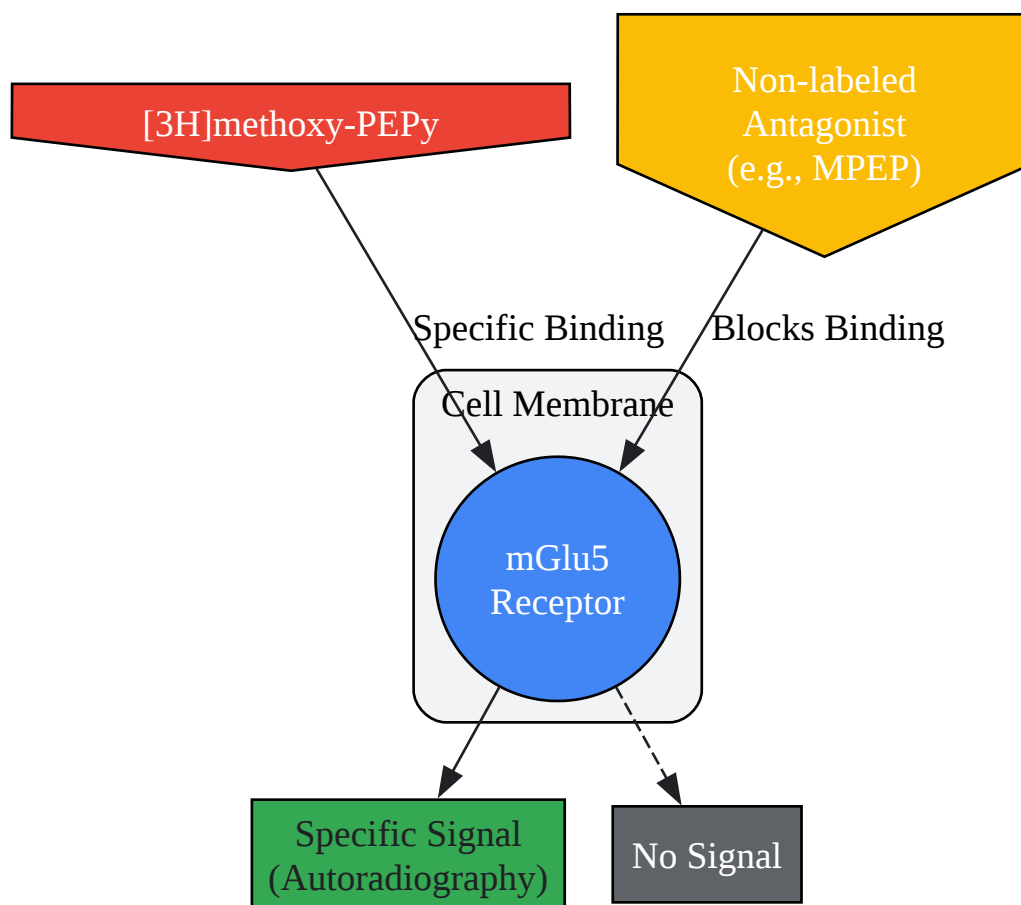 [3H]methoxy-PEPy
Non-labeled
Antagonist
(e.g., MPEP)
Specific Binding
Blocks Binding
Cell Membrane
mGlu5
Receptor
Specific Signal
(Autoradiography)
No Signal